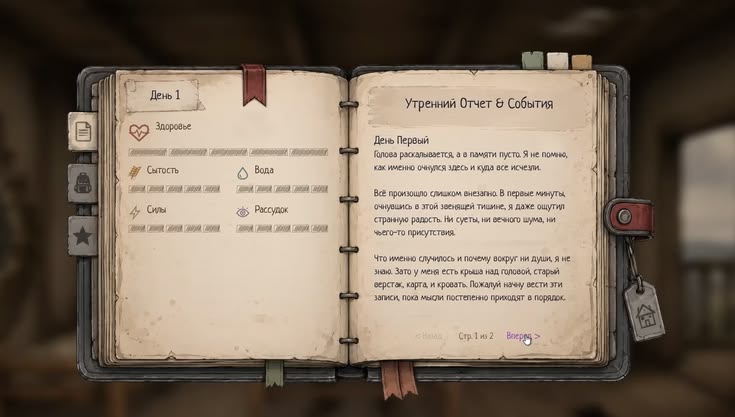 День 1
Здоровье
Сытость
Вода
Силы
Рассудок
Утренний Отчет & События
День Первый
Голова раскалывается, а в памяти пусто. Я не помню,
как именно очнулся здесь и куда все исчезли.
Всё произошло слишком внезапно. В первые минуты,
очнувшись в этой звенящей тишине, я даже ощутил
странную радость. Ни суеты, ни вечного шума, ни
чьего-то присутствия.
Что именно случилось и почему вокруг ни души, я не
знаю. Зато у меня есть крыша над головой, старый
верстак, карта, и кровать. Пожалуй начну вести эти
записи, пока мысли постепенно приходят в порядок.
< Назад Стр. 1 из 2 Вперед >